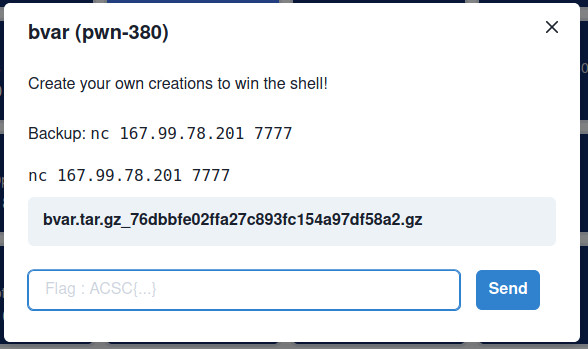 bvar (pwn-380)
Create your own creations to win the shell!
Backup: nc 167.99.78.201 7777
nc 167.99.78.201 7777
bvar.tar.gz_76dbbfe02ffa27c893fc154a97df58a2.gz
Flag : ACSC{...}
Send